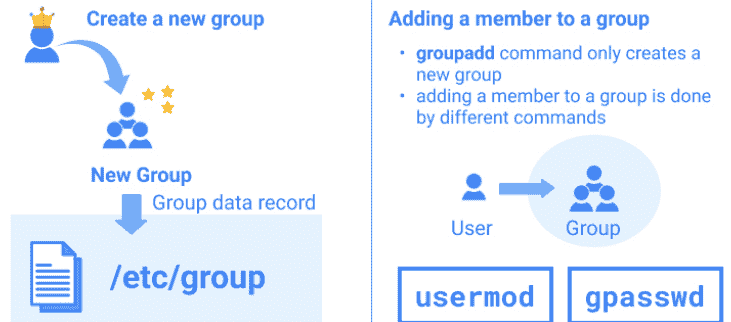 Create a new group
New Group
Group data record
/etc/group
Adding a member to a group
• groupadd command only creates a
new group
• adding a member to a group is done
by different commands
User
Group
usermod
gpasswd